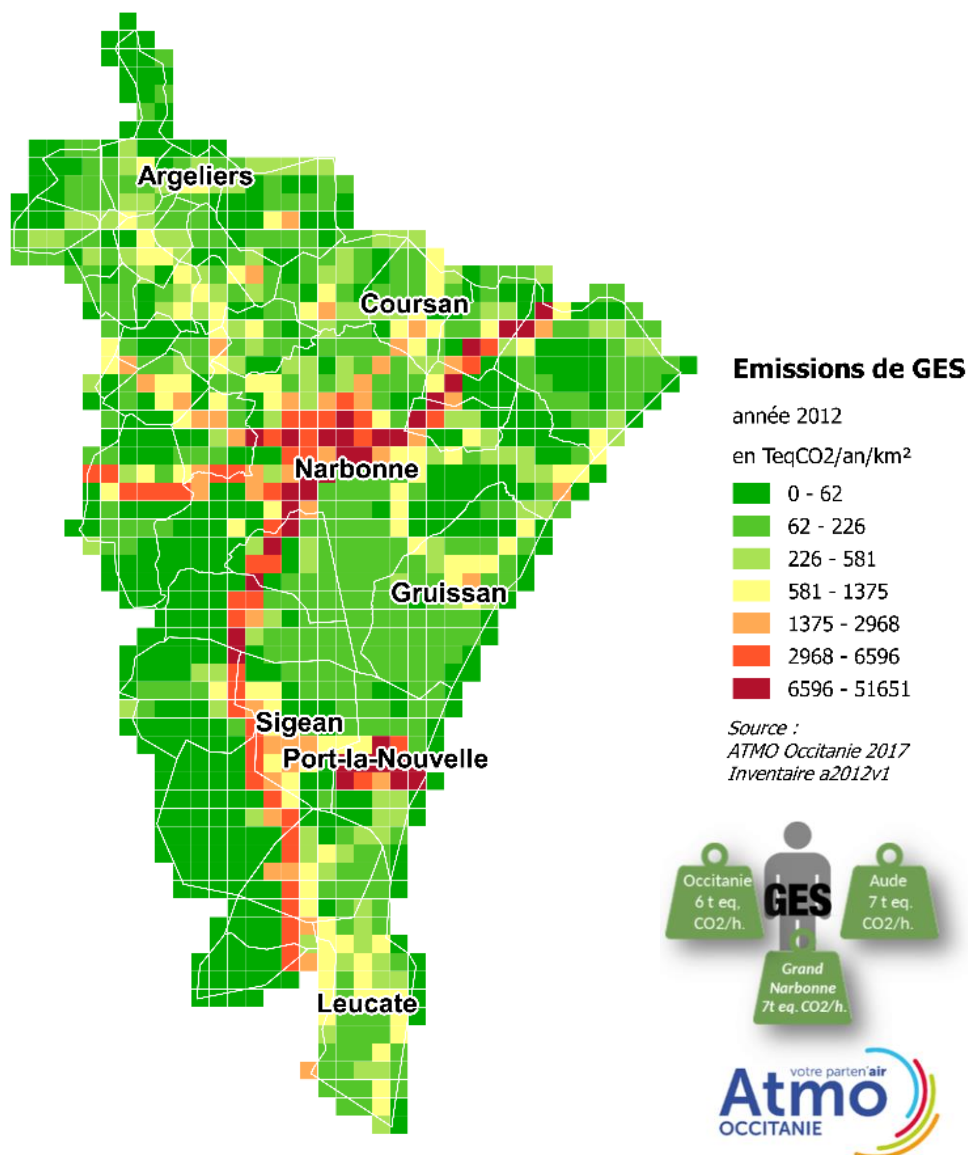 Argeliers
Coursan
Narbonne
Gruissan
Sigean
Port-la-Nouvelle
Leucate
Emissions de GES
année 2012
en TeqCO2/an/km²
0 - 62
62 - 226
226 - 581
581 - 1375
1375 - 2968
2968 - 6596
6596 - 51651
Source :
ATMO Occitanie 2017
Inventaire a2012v1
Occitanie
6 t eq,
CO2/h.
GES
Aude
7 t eq.
CO2/h.
Grand
Narbonne
7t eq. CO2/h.
votre parten'air
Atmo
OCCITANIE